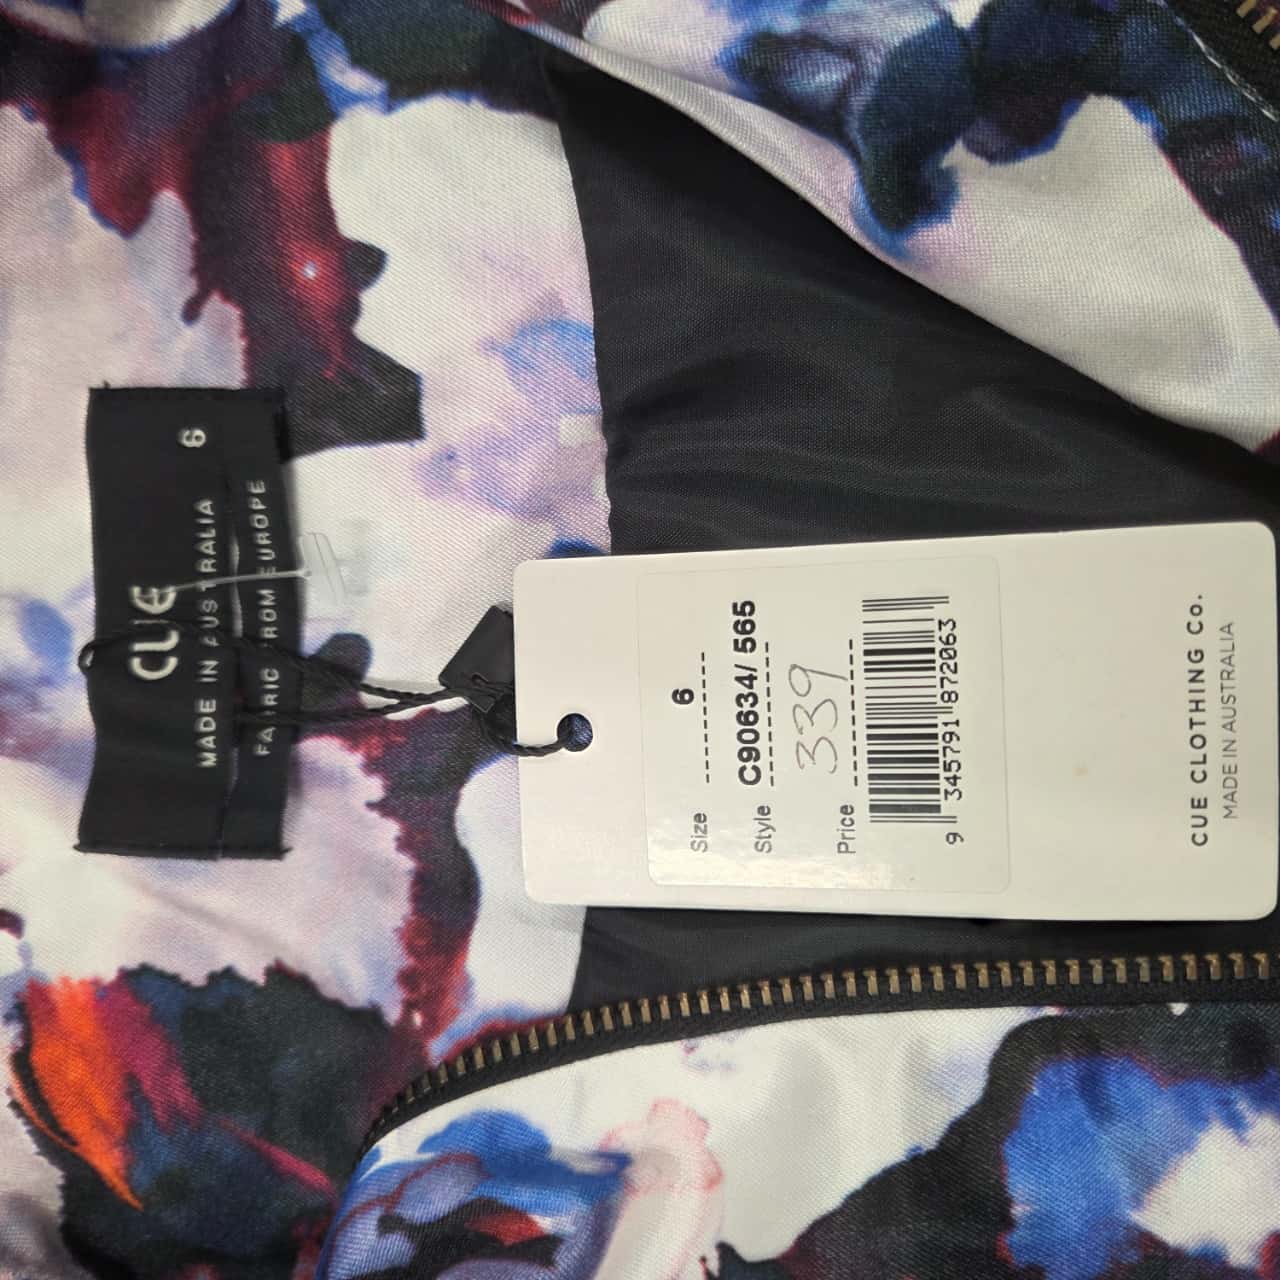 CUE
6
MADE IN AUSTRALIA
FABRIC FROM EUROPE
Size 6
Style C90634/ 565
Price 339
9 345791 872063
CUE CLOTHING Co.
MADE IN AUSTRALIA